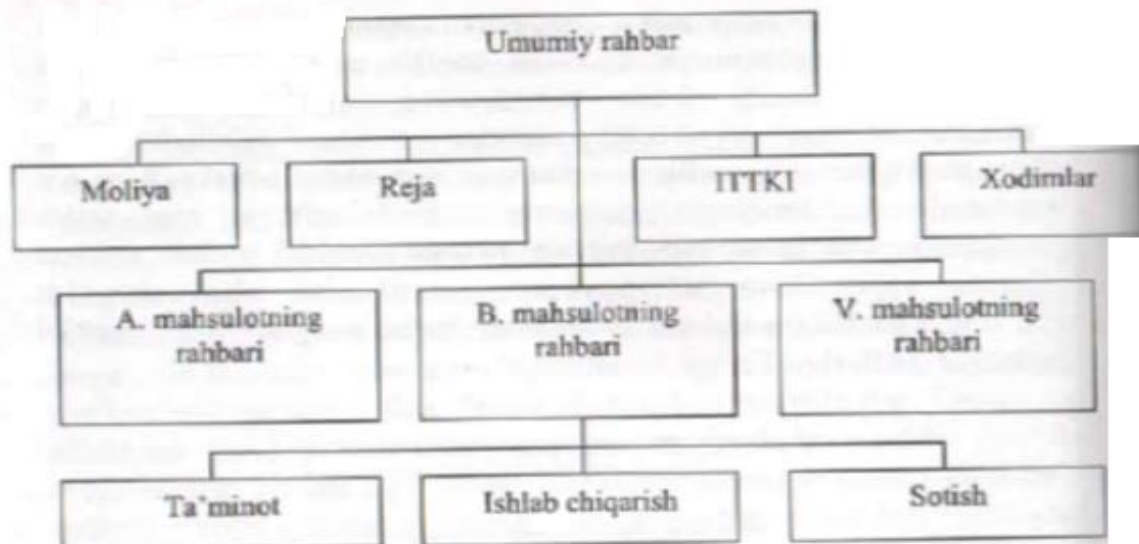 Umumiy rahbar
Moliya
Reja
ITTKI
Xodimlar
A. mahsulotning
rahbari
B. mahsulotning
rahbari
V. mahsulotning
rahbari
Ta`minot
Ishlab chiqarish
Sotish